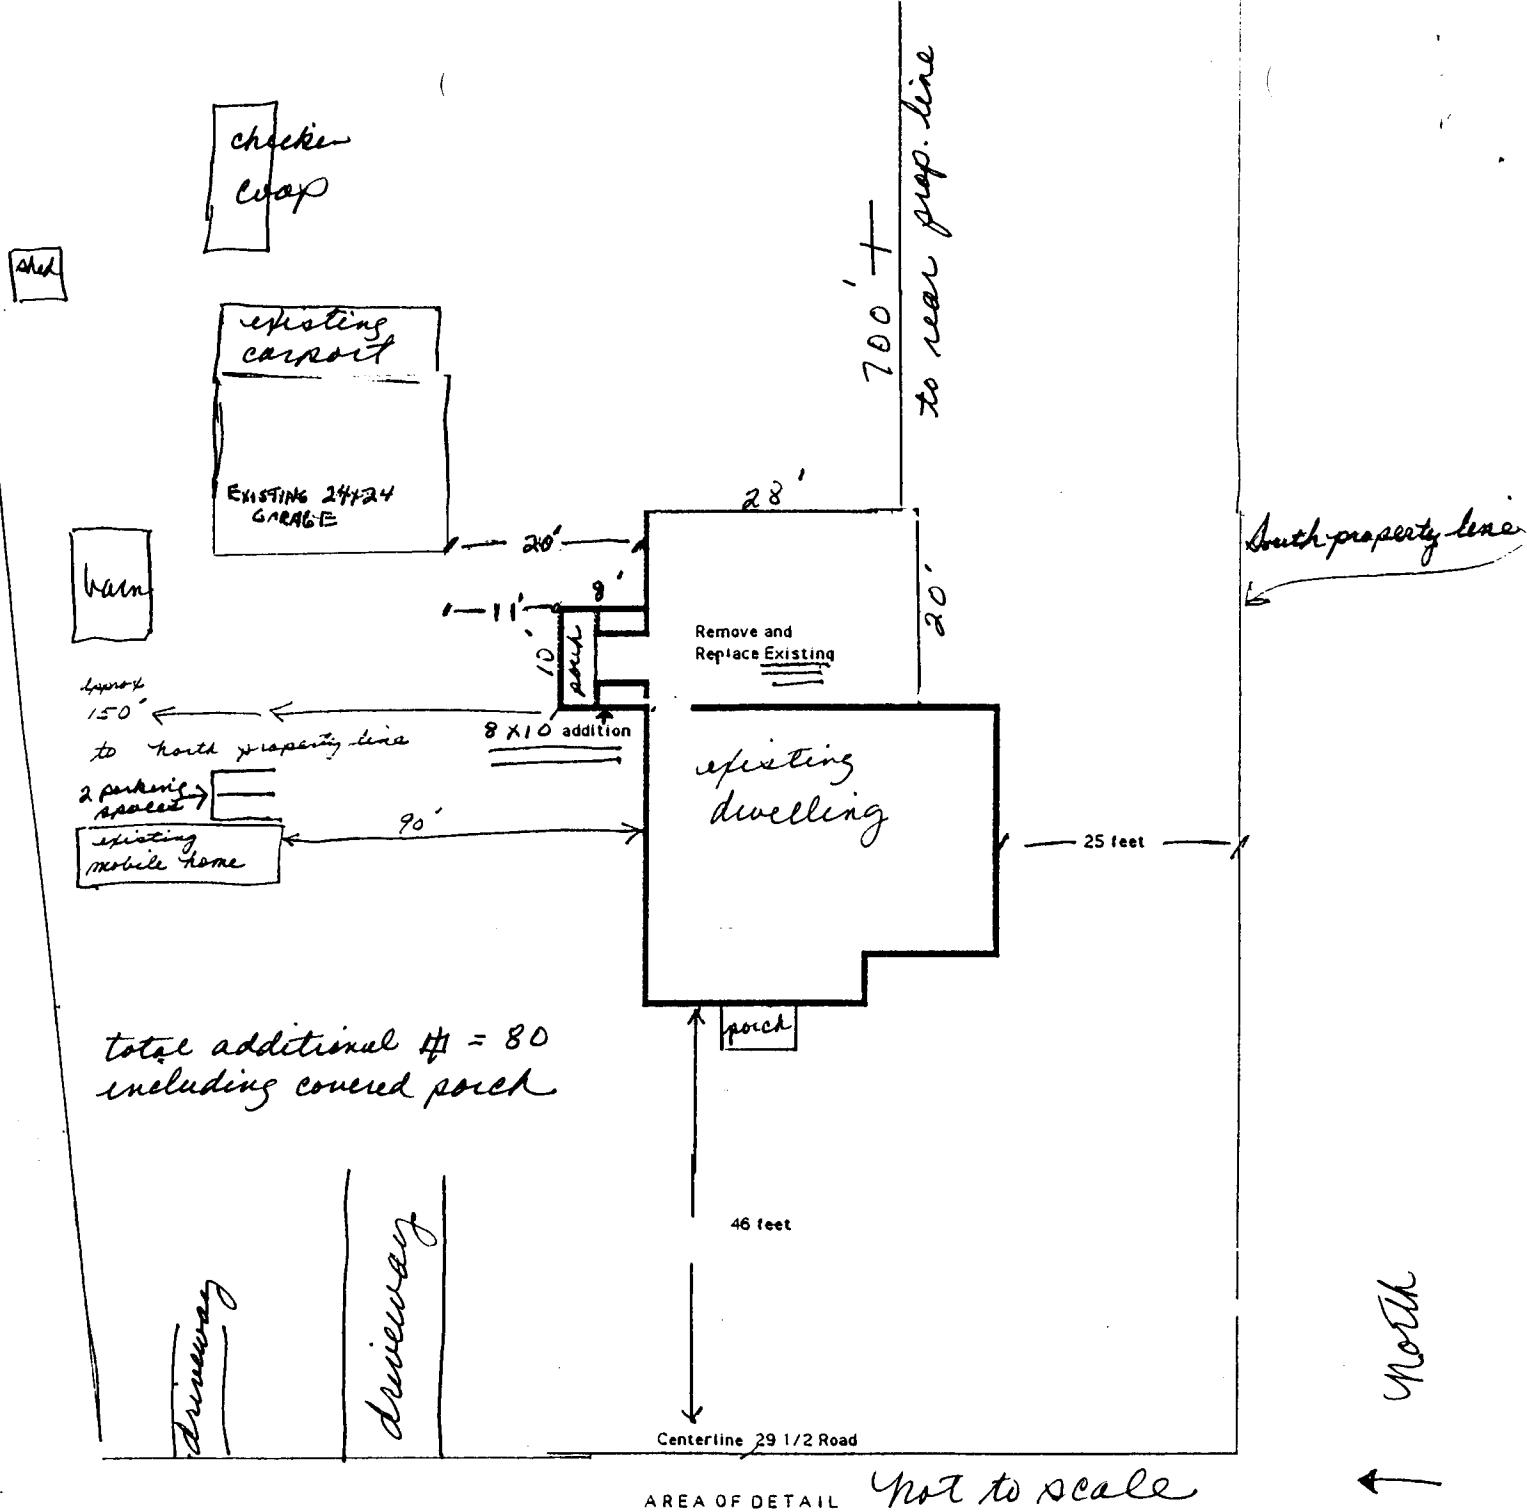 chicken
coop
shed
700' +
to rear prop. line
existing
carport
EXISTING 24x24
GARAGE
28'
20'
8'
11'
South property line
barn
10'
porch
20'
Remove and
Replace Existing
Approx
150'
to north property line
8 X 10' addition
2 parking
spaces
existing
mobile home
90'
existing
dwelling
25 feet
porch
total additional # = 80
including covered porch
46 feet
driveway
driveway
North
Centerline 29 1/2 Road
AREA OF DETAIL
not to scale